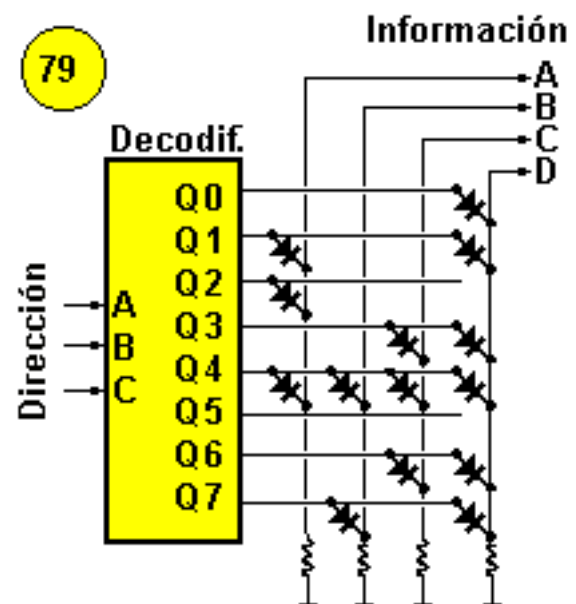 Información
79
A
B
C
D
Decodif.
Q0
Q1
Q2
Q3
Q4
Q5
Q6
Q7
Dirección
A
B
C